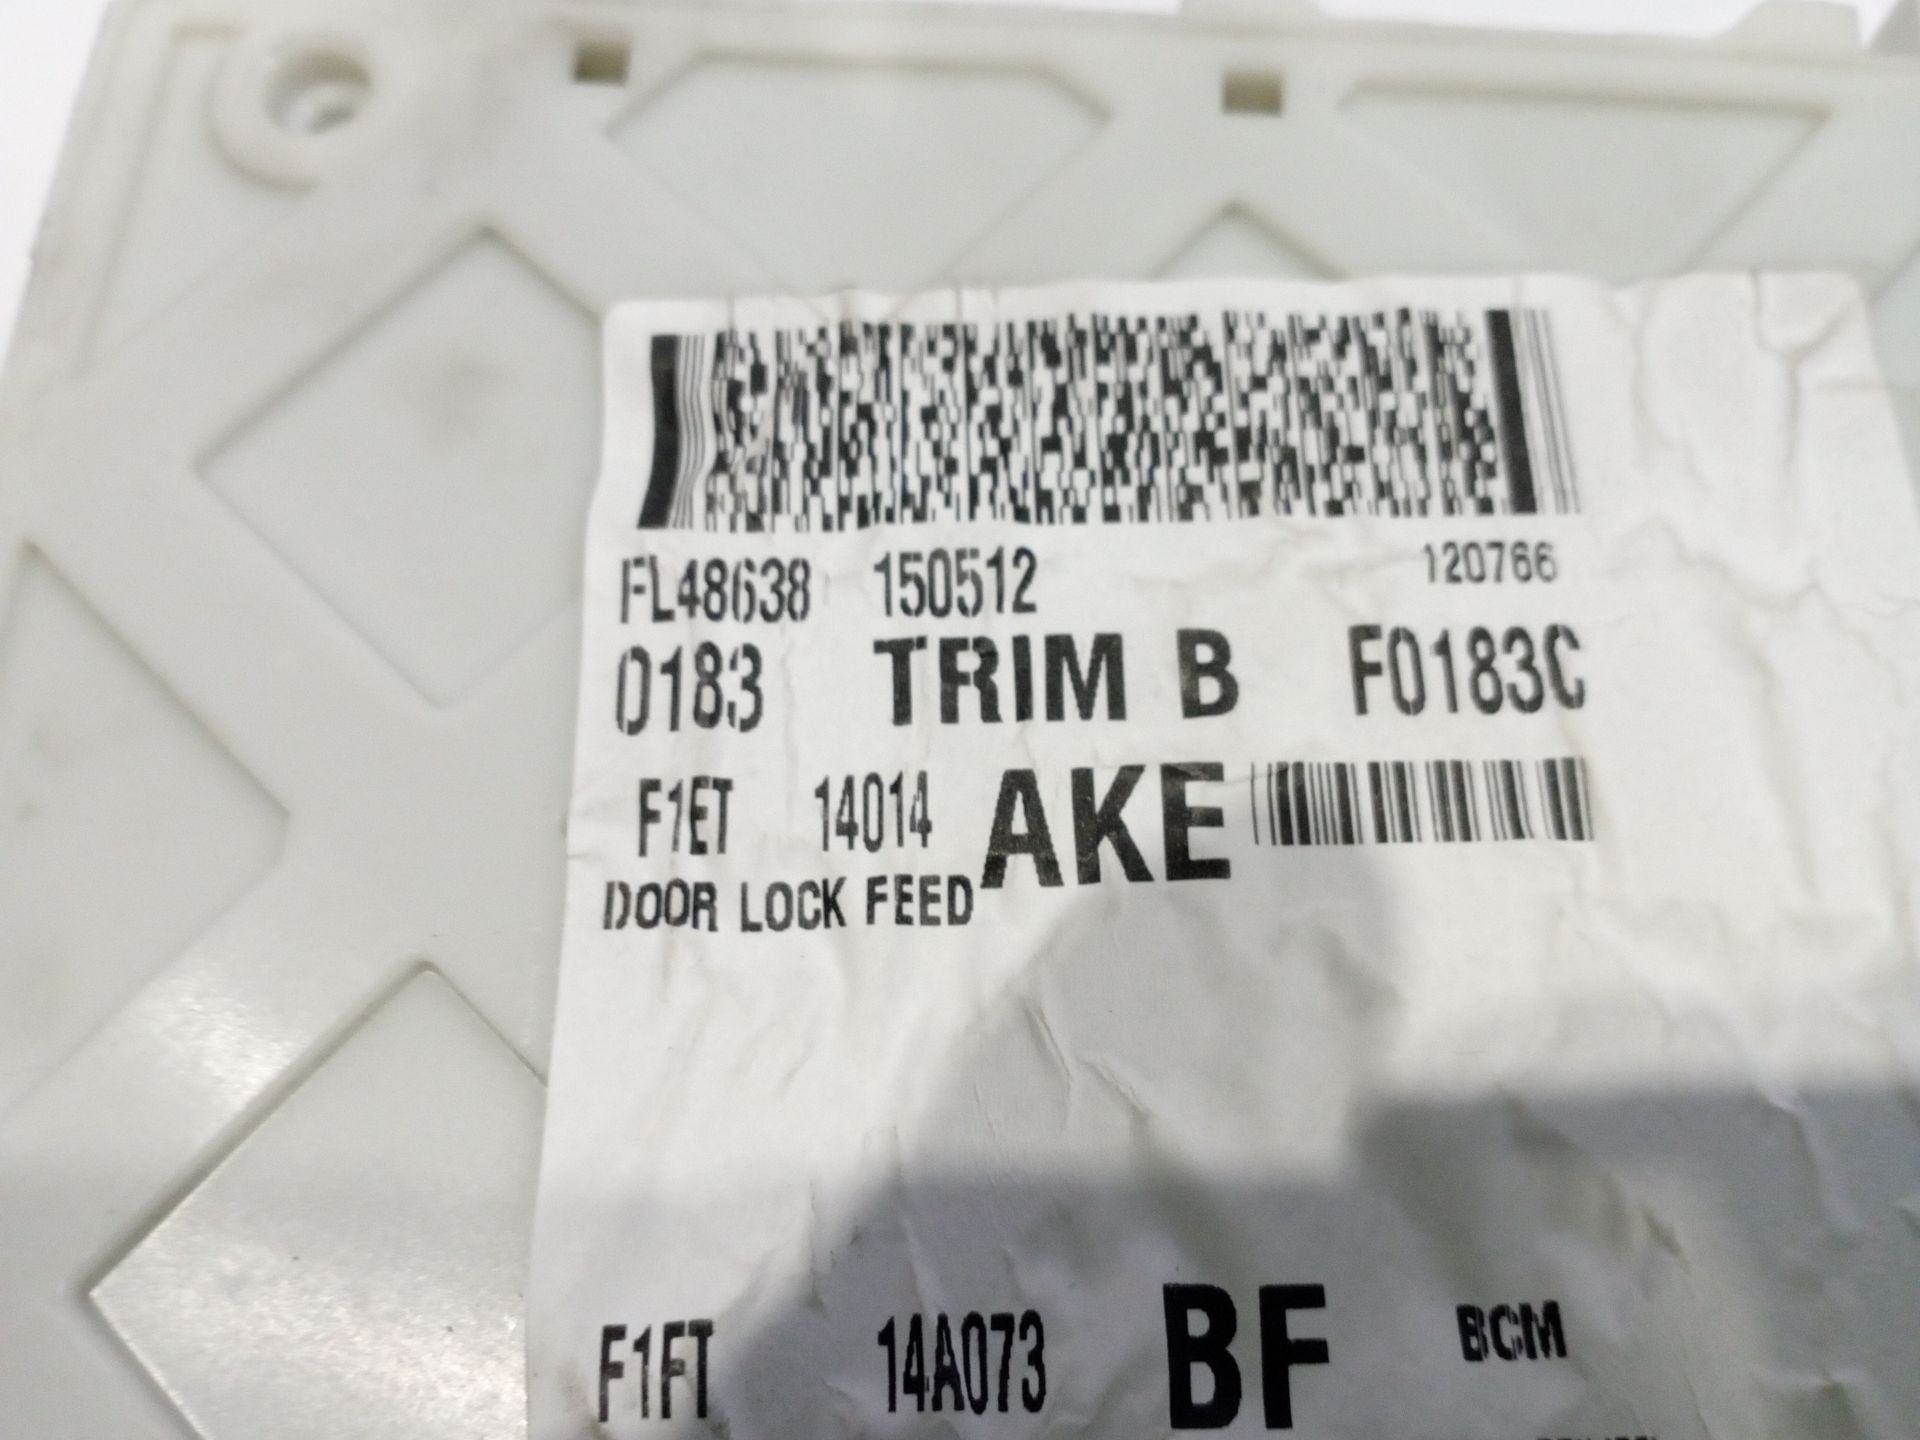 FL48638 150512 120766
0183 TRIM B F0183C
F1ET 14014 AKE
DOOR LOCK FEED
F1FT 14A073 BF BCM